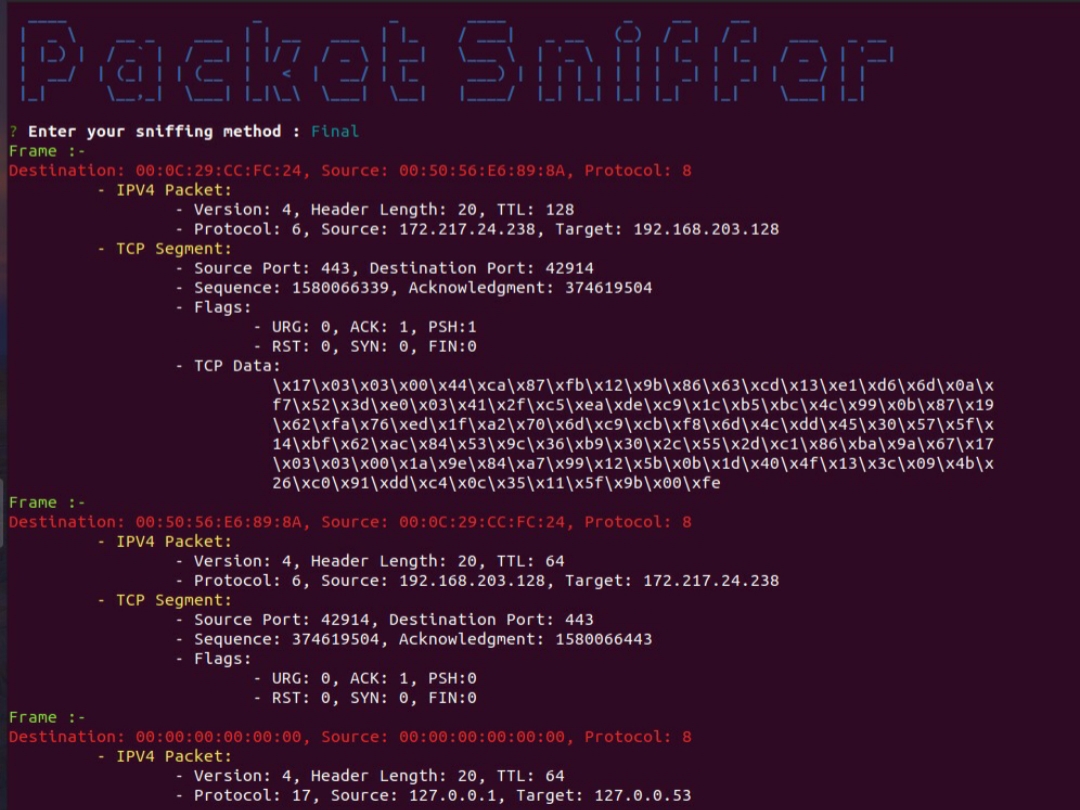 Packet Sniffer
? Enter your sniffing method : Final
Frame :-
Destination: 00:0C:29:CC:FC:24, Source: 00:50:56:E6:89:8A, Protocol: 8
- IPV4 Packet:
- Version: 4, Header Length: 20, TTL: 128
- Protocol: 6, Source: 172.217.24.238, Target: 192.168.203.128
- TCP Segment:
- Source Port: 443, Destination Port: 42914
- Sequence: 1580066339, Acknowledgment: 374619504
- Flags:
- URG: 0, ACK: 1, PSH:1
- RST: 0, SYN: 0, FIN:0
- TCP Data:
\x17\x03\x03\x00\x44\xca\x87\xfb\x12\x9b\x86\x63\xcd\x13\xe1\xd6\x6d\x0a\x
f7\x52\x3d\xe0\x03\x41\x2f\xc5\xea\xde\xc9\x1c\xb5\xbc\x4c\x99\x0b\x87\x19
\x62\xfa\x76\xed\x1f\xa2\x70\x6d\xc9\xcb\xf8\x6d\x4c\xdd\x45\x30\x57\x5f\x
14\xbf\x62\xac\x84\x53\x9c\x36\xb9\x30\x2c\x55\x2d\xc1\x86\xba\x9a\x67\x17
\x03\x03\x00\x1a\x9e\x84\xa7\x99\x12\x5b\x0b\x1d\x40\x4f\x13\x3c\x09\x4b\x
26\xc0\x91\xdd\xc4\x0c\x35\x11\x5f\x9b\x00\xfe
Frame :-
Destination: 00:50:56:E6:89:8A, Source: 00:0C:29:CC:FC:24, Protocol: 8
- IPV4 Packet:
- Version: 4, Header Length: 20, TTL: 64
- Protocol: 6, Source: 192.168.203.128, Target: 172.217.24.238
- TCP Segment:
- Source Port: 42914, Destination Port: 443
- Sequence: 374619504, Acknowledgment: 1580066443
- Flags:
- URG: 0, ACK: 1, PSH:0
- RST: 0, SYN: 0, FIN:0
Frame :-
Destination: 00:00:00:00:00:00, Source: 00:00:00:00:00:00, Protocol: 8
- IPV4 Packet:
- Version: 4, Header Length: 20, TTL: 64
- Protocol: 17, Source: 127.0.0.1, Target: 127.0.0.53